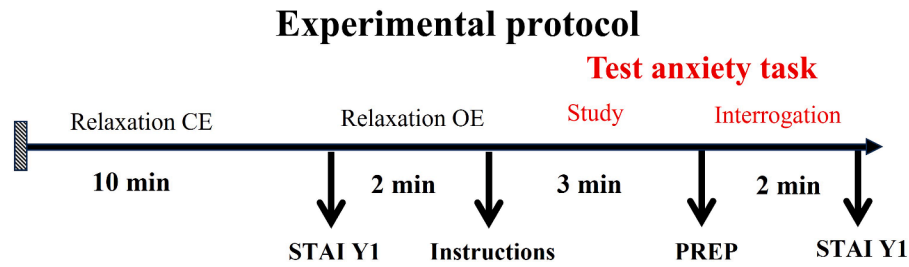 Experimental protocol
Test anxiety task
Relaxation CE
Relaxation OE
Study
Interrogation
10 min
2 min
3 min
2 min
STAI Y1
Instructions
PREP
STAI Y1